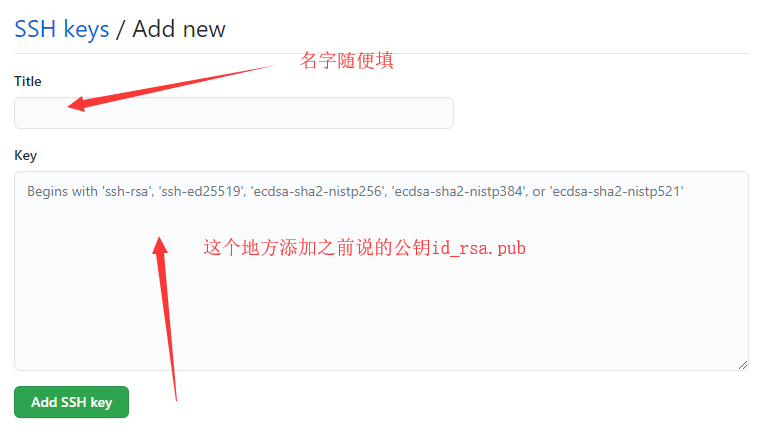 SSH keys / Add new
名字随便填
Title
Key
Begins with 'ssh-rsa', 'ssh-ed25519', 'ecdsa-sha2-nistp256', 'ecdsa-sha2-nistp384', or 'ecdsa-sha2-nistp521'
这个地方添加之前说的公钥id_rsa.pub
Add SSH key